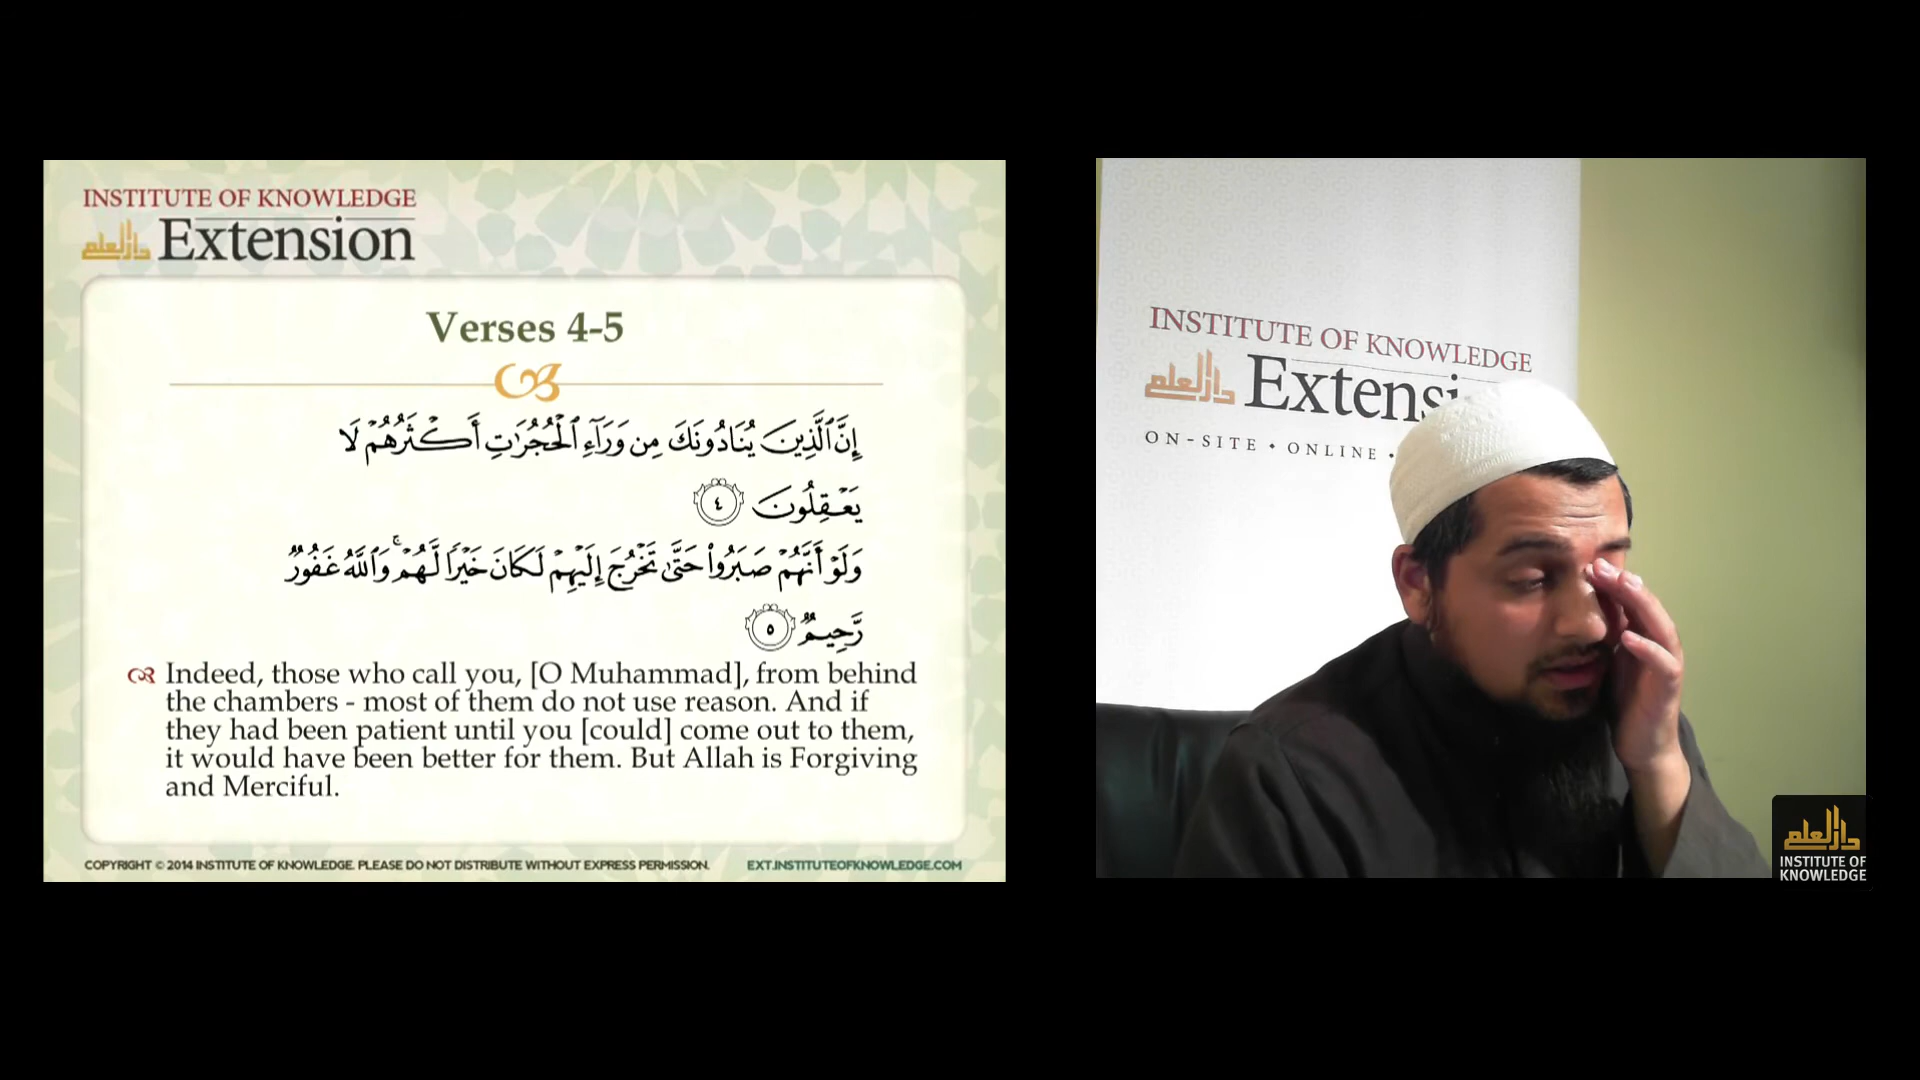 INSTITUTE OF KNOWLEDGE
دار العلم Extension
Verses 4-5
إِنَّ ٱلَّذِينَ يُنَادُونَكَ مِن وَرَآءِ ٱلْحُجُرَٰتِ أَكْثَرُهُمْ لَا
يَعْقِلُونَ ٤
وَلَوْ أَنَّهُمْ صَبَرُوا۟ حَتَّىٰ تَخْرُجَ إِلَيْهِمْ لَكَانَ خَيْرًا لَّهُمْ ۚ وَٱللَّهُ غَفُورٌ
رَّحِيمٌ ٥
Indeed, those who call you, [O Muhammad], from behind
the chambers - most of them do not use reason. And if
they had been patient until you [could] come out to them,
it would have been better for them. But Allah is Forgiving
and Merciful.
COPYRIGHT © 2014 INSTITUTE OF KNOWLEDGE. PLEASE DO NOT DISTRIBUTE WITHOUT EXPRESS PERMISSION. EXT.INSTITUTEOFKNOWLEDGE.COM
INSTITUTE OF KNOWLEDGE
دار العلم Extensi
ON-SITE • ONLINE •
دار العلم
INSTITUTE OF
KNOWLEDGE